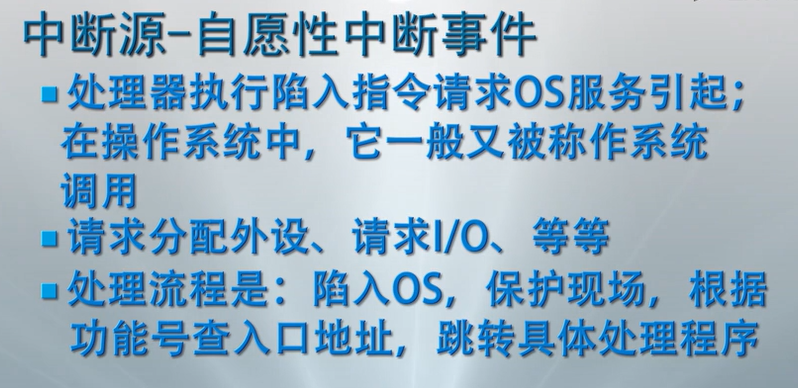 中断源-自愿性中断事件
处理器执行陷入指令请求OS服务引起；
在操作系统中，它一般又被称作系统
调用
请求分配外设、请求I/O、等等
处理流程是：陷入OS，保护现场，根据
功能号查入口地址，跳转具体处理程序